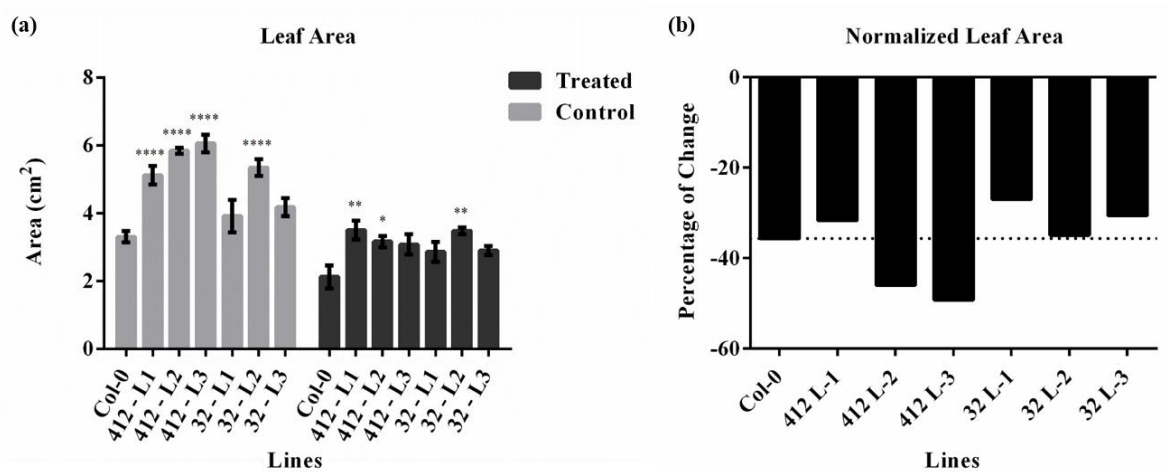 (a)
Leaf Area
Treated
Control
Area (cm²)
8
6
4
2
0
**** **** **** ****
** * **
Col-0
412 - L1
412 - L2
412 - L3
32 - L1
32 - L2
32 - L3
Col-0
412 - L1
412 - L2
412 - L3
32 - L1
32 - L2
32 - L3
Lines
(b)
Normalized Leaf Area
Percentage of Change
0
-20
-40
-60
Col-0
412 L-1
412 L-2
412 L-3
32 L-1
32 L-2
32 L-3
Lines